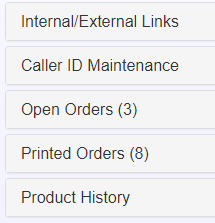 Internal/External Links
Caller ID Maintenance
Open Orders (3)
Printed Orders (8)
Product History